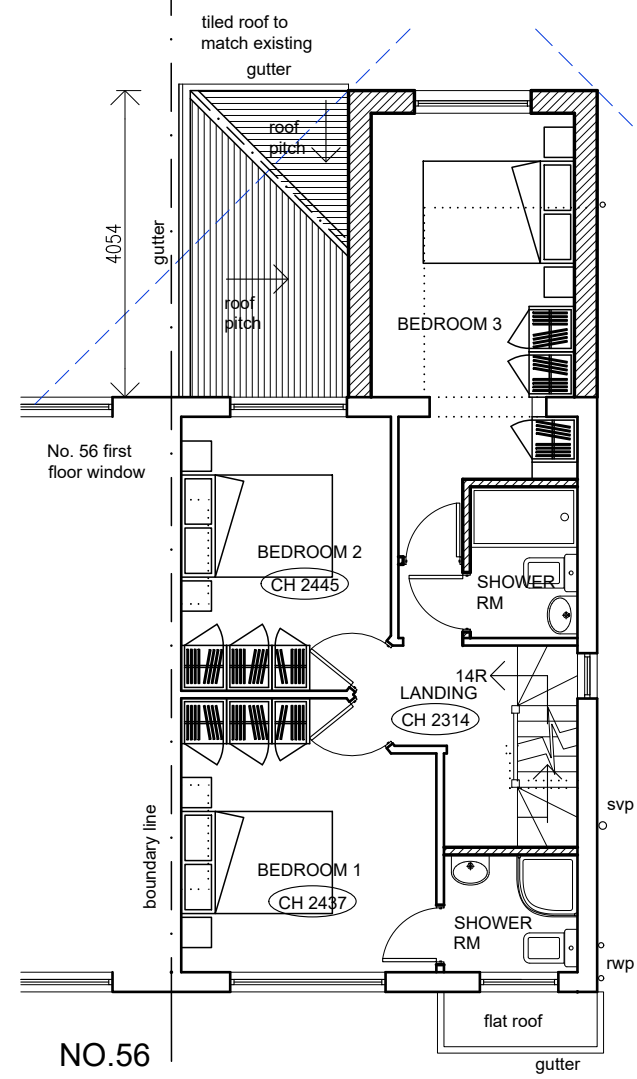 tiled roof to
match existing
gutter
roof
pitch
4054
gutter
roof
pitch
BEDROOM 3
No. 56 first
floor window
BEDROOM 2
CH 2445
SHOWER
RM
14R
LANDING
CH 2314
svp
boundary line
BEDROOM 1
CH 2437
SHOWER
RM
rwp
flat roof
NO.56
gutter